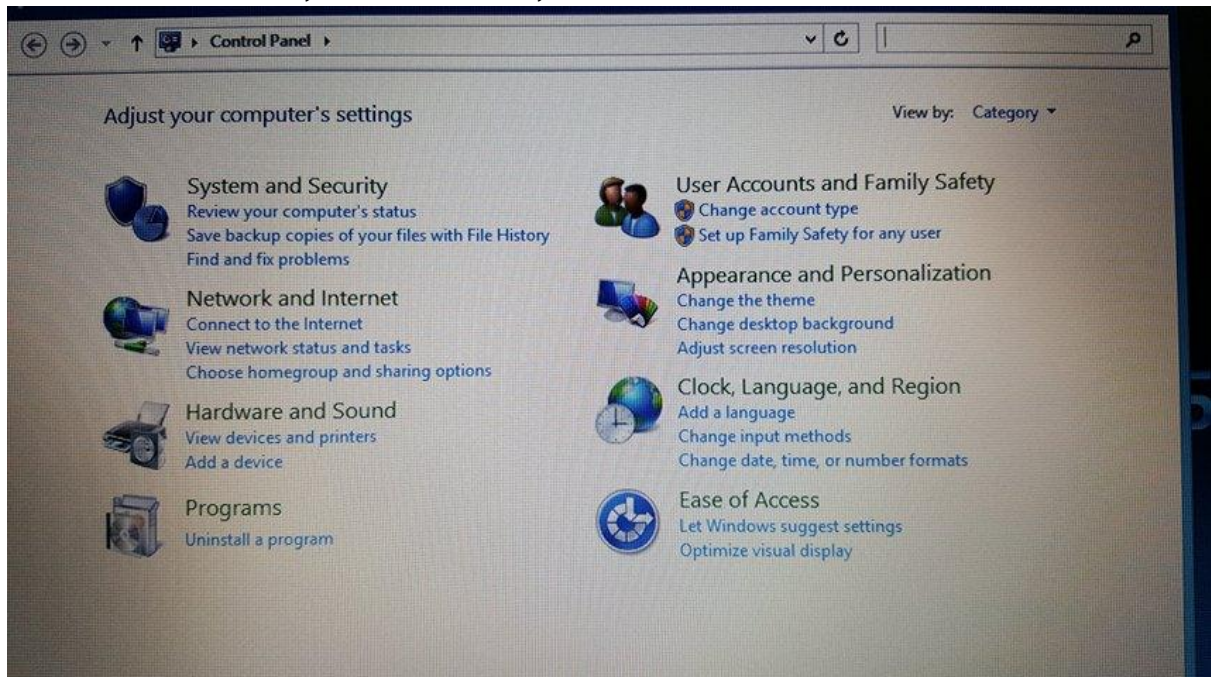 Control Panel
Adjust your computer's settings
View by: Category
System and Security
Review your computer's status
Save backup copies of your files with File History
Find and fix problems
Network and Internet
Connect to the Internet
View network status and tasks
Choose homegroup and sharing options
Hardware and Sound
View devices and printers
Add a device
Programs
Uninstall a program
User Accounts and Family Safety
Change account type
Set up Family Safety for any user
Appearance and Personalization
Change the theme
Change desktop background
Adjust screen resolution
Clock, Language, and Region
Add a language
Change input methods
Change date, time, or number formats
Ease of Access
Let Windows suggest settings
Optimize visual display